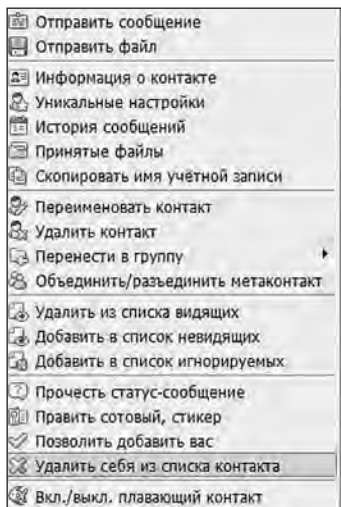 Отправить сообщение
Отправить файл
Информация о контакте
Уникальные настройки
История сообщений
Принятые файлы
Скопировать имя учётной записи
Переименовать контакт
Удалить контакт
Перенести в группу
Объединить/разъединить метаконтакт
Удалить из списка видящих
Добавить в список невидящих
Добавить в список игнорируемых
Прочесть статус-сообщение
Править сотовый, стикер
Позволить добавить вас
Удалить себя из списка контакта
Вкл./выкл. плавающий контакт